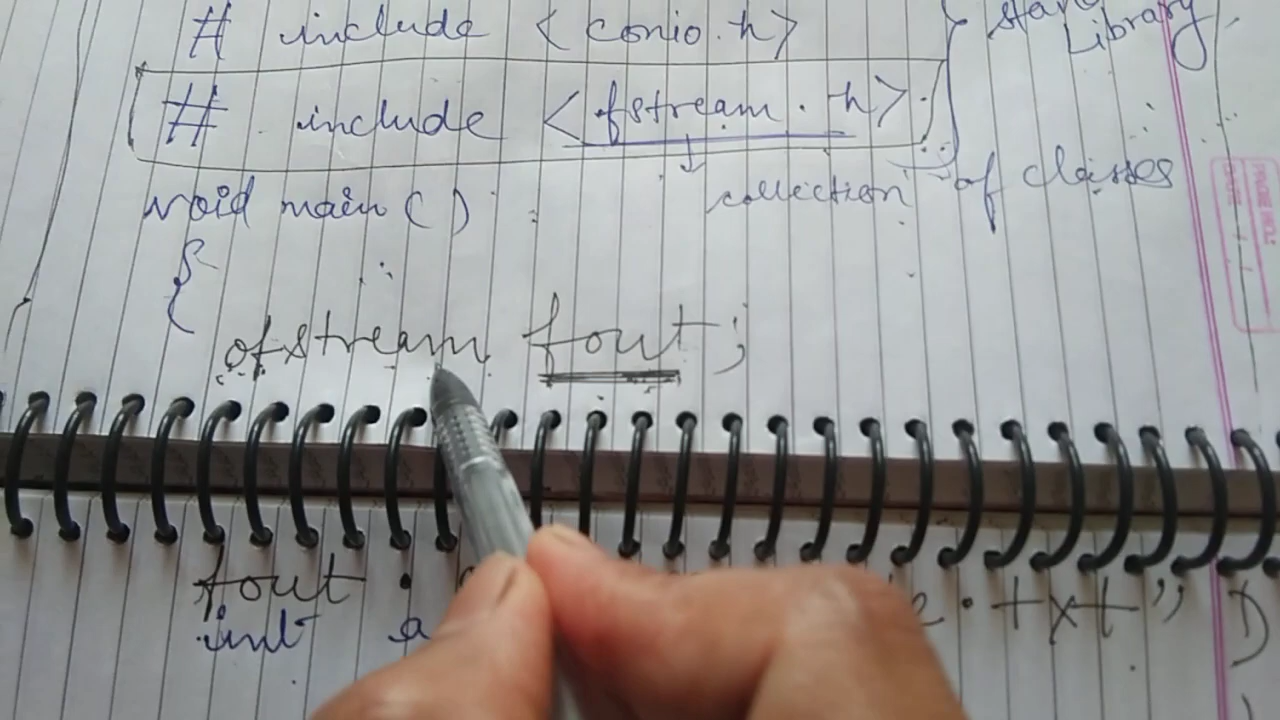 # include <conio.h>
Library
# include <fstream.h>
collection of classes
void main ( )
{
ofstream fout;
fout .
.txt")
int a